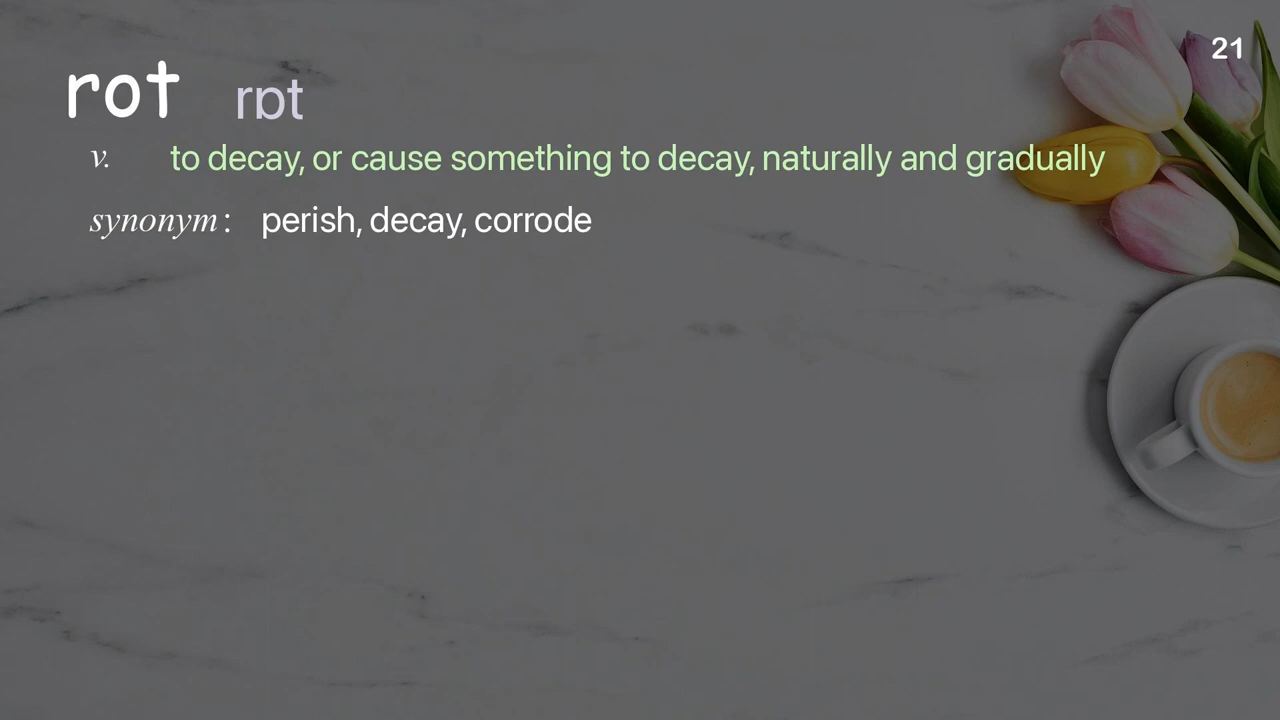 21
rot rɒt
v. to decay, or cause something to decay, naturally and gradually
synonym : perish, decay, corrode